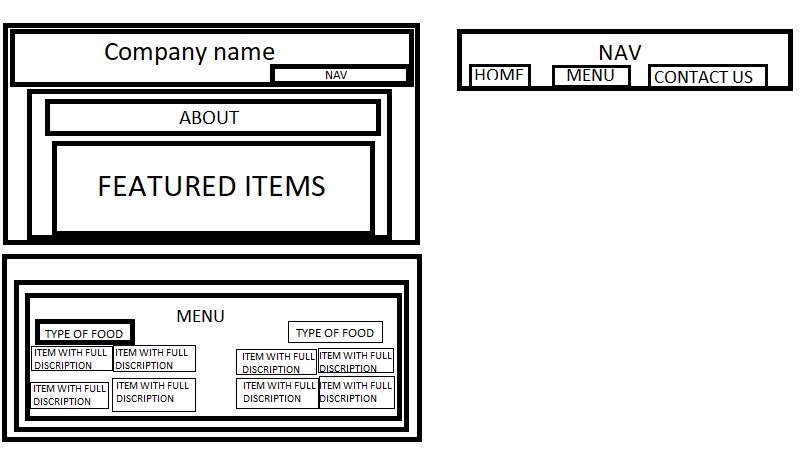 Company name
NAV
ABOUT
FEATURED ITEMS
NAV
HOME
MENU
CONTACT US
MENU
TYPE OF FOOD
TYPE OF FOOD
ITEM WITH FULL
DISCRIPTION
ITEM WITH FULL
DISCRIPTION
ITEM WITH FULL
DISCRIPTION
ITEM WITH FULL
DISCRIPTION
ITEM WITH FULL
DISCRIPTION
ITEM WITH FULL
DISCRIPTION
ITEM WITH FULL
DISCRIPTION
ITEM WITH FULL
DISCRIPTION